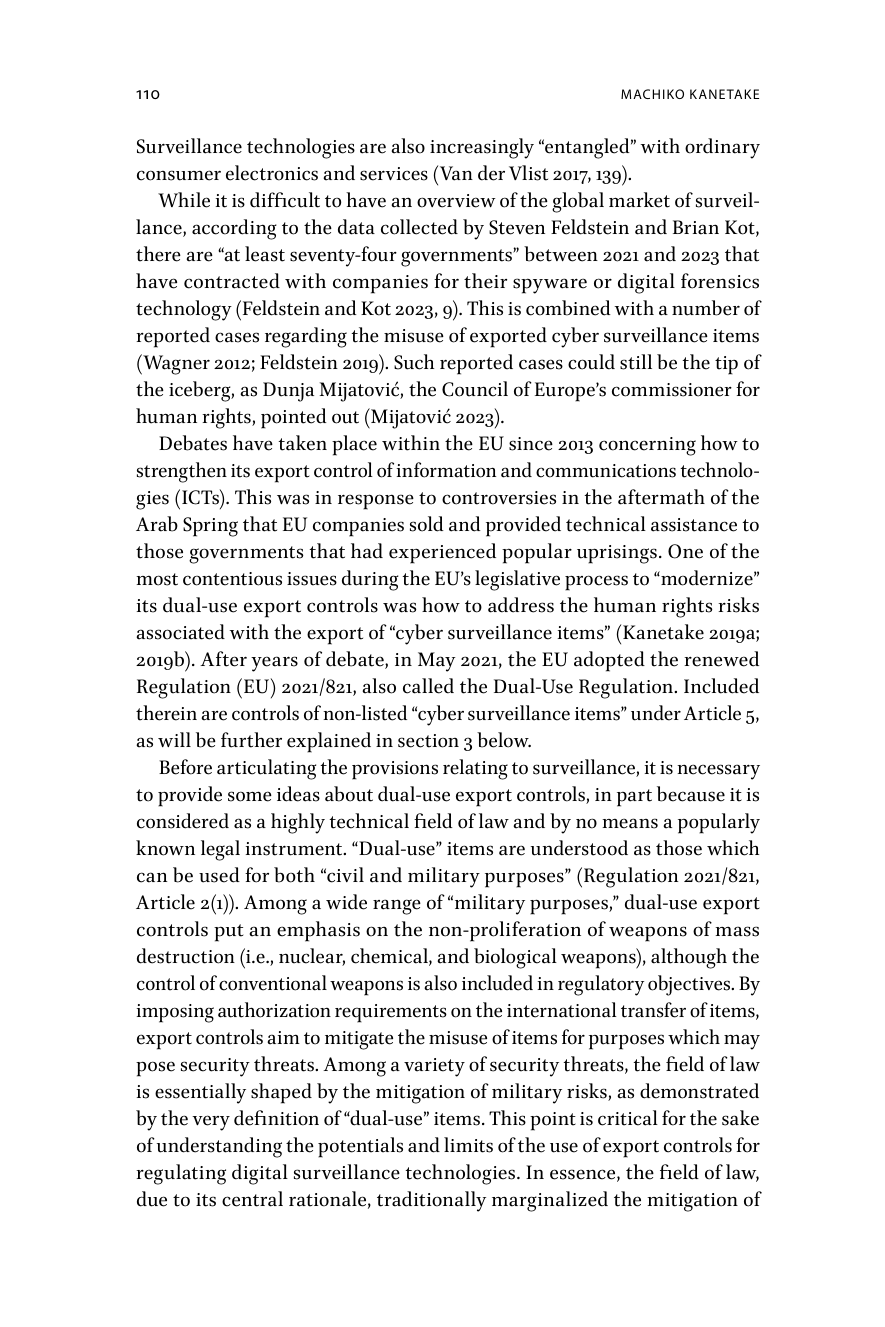 110
MACHIKO KANETAKE
Surveillance technologies are also increasingly “entangled” with ordinary
consumer electronics and services (Van der Vlist 2017, 139).
While it is difficult to have an overview of the global market of surveil-
lance, according to the data collected by Steven Feldstein and Brian Kot,
there are “at least seventy-four governments” between 2021 and 2023 that
have contracted with companies for their spyware or digital forensics
technology (Feldstein and Kot 2023, 9). This is combined with a number of
reported cases regarding the misuse of exported cyber surveillance items
(Wagner 2012; Feldstein 2019). Such reported cases could still be the tip of
the iceberg, as Dunja Mijatović, the Council of Europe’s commissioner for
human rights, pointed out (Mijatović 2023).
Debates have taken place within the EU since 2013 concerning how to
strengthen its export control of information and communications technolo-
gies (ICTs). This was in response to controversies in the aftermath of the
Arab Spring that EU companies sold and provided technical assistance to
those governments that had experienced popular uprisings. One of the
most contentious issues during the EU’s legislative process to “modernize”
its dual-use export controls was how to address the human rights risks
associated with the export of “cyber surveillance items” (Kanetake 2019a;
2019b). After years of debate, in May 2021, the EU adopted the renewed
Regulation (EU) 2021/821, also called the Dual-Use Regulation. Included
therein are controls of non-listed “cyber surveillance items” under Article 5,
as will be further explained in section 3 below.
Before articulating the provisions relating to surveillance, it is necessary
to provide some ideas about dual-use export controls, in part because it is
considered as a highly technical field of law and by no means a popularly
known legal instrument. “Dual-use” items are understood as those which
can be used for both “civil and military purposes” (Regulation 2021/821,
Article 2(1)). Among a wide range of “military purposes,” dual-use export
controls put an emphasis on the non-proliferation of weapons of mass
destruction (i.e., nuclear, chemical, and biological weapons), although the
control of conventional weapons is also included in regulatory objectives. By
imposing authorization requirements on the international transfer of items,
export controls aim to mitigate the misuse of items for purposes which may
pose security threats. Among a variety of security threats, the field of law
is essentially shaped by the mitigation of military risks, as demonstrated
by the very definition of “dual-use” items. This point is critical for the sake
of understanding the potentials and limits of the use of export controls for
regulating digital surveillance technologies. In essence, the field of law,
due to its central rationale, traditionally marginalized the mitigation of